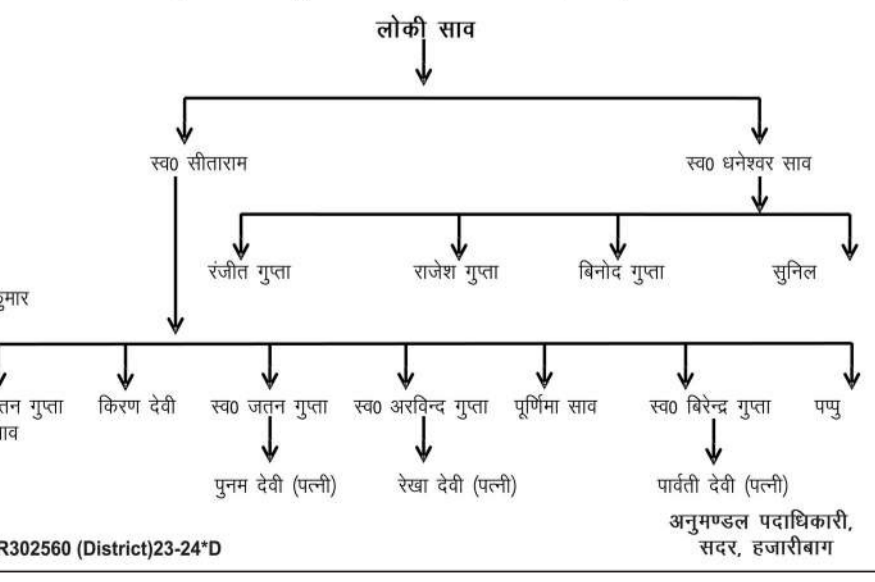 लोकी साव
स्व0 सीताराम स्व0 धनेश्वर साव
रंजीत गुप्ता राजेश गुप्ता बिनोद गुप्ता सुनिल
गुप्ता किरण देवी स्व0 जतन गुप्ता स्व0 अरविन्द गुप्ता पूर्णिमा साव स्व0 बिरेन्द्र गुप्ता पप्पु
पुनम देवी (पत्नी) रेखा देवी (पत्नी) पार्वती देवी (पत्नी)
अनुमण्डल पदाधिकारी,
R302560 (District)23-24*D सदर, हजारीबाग